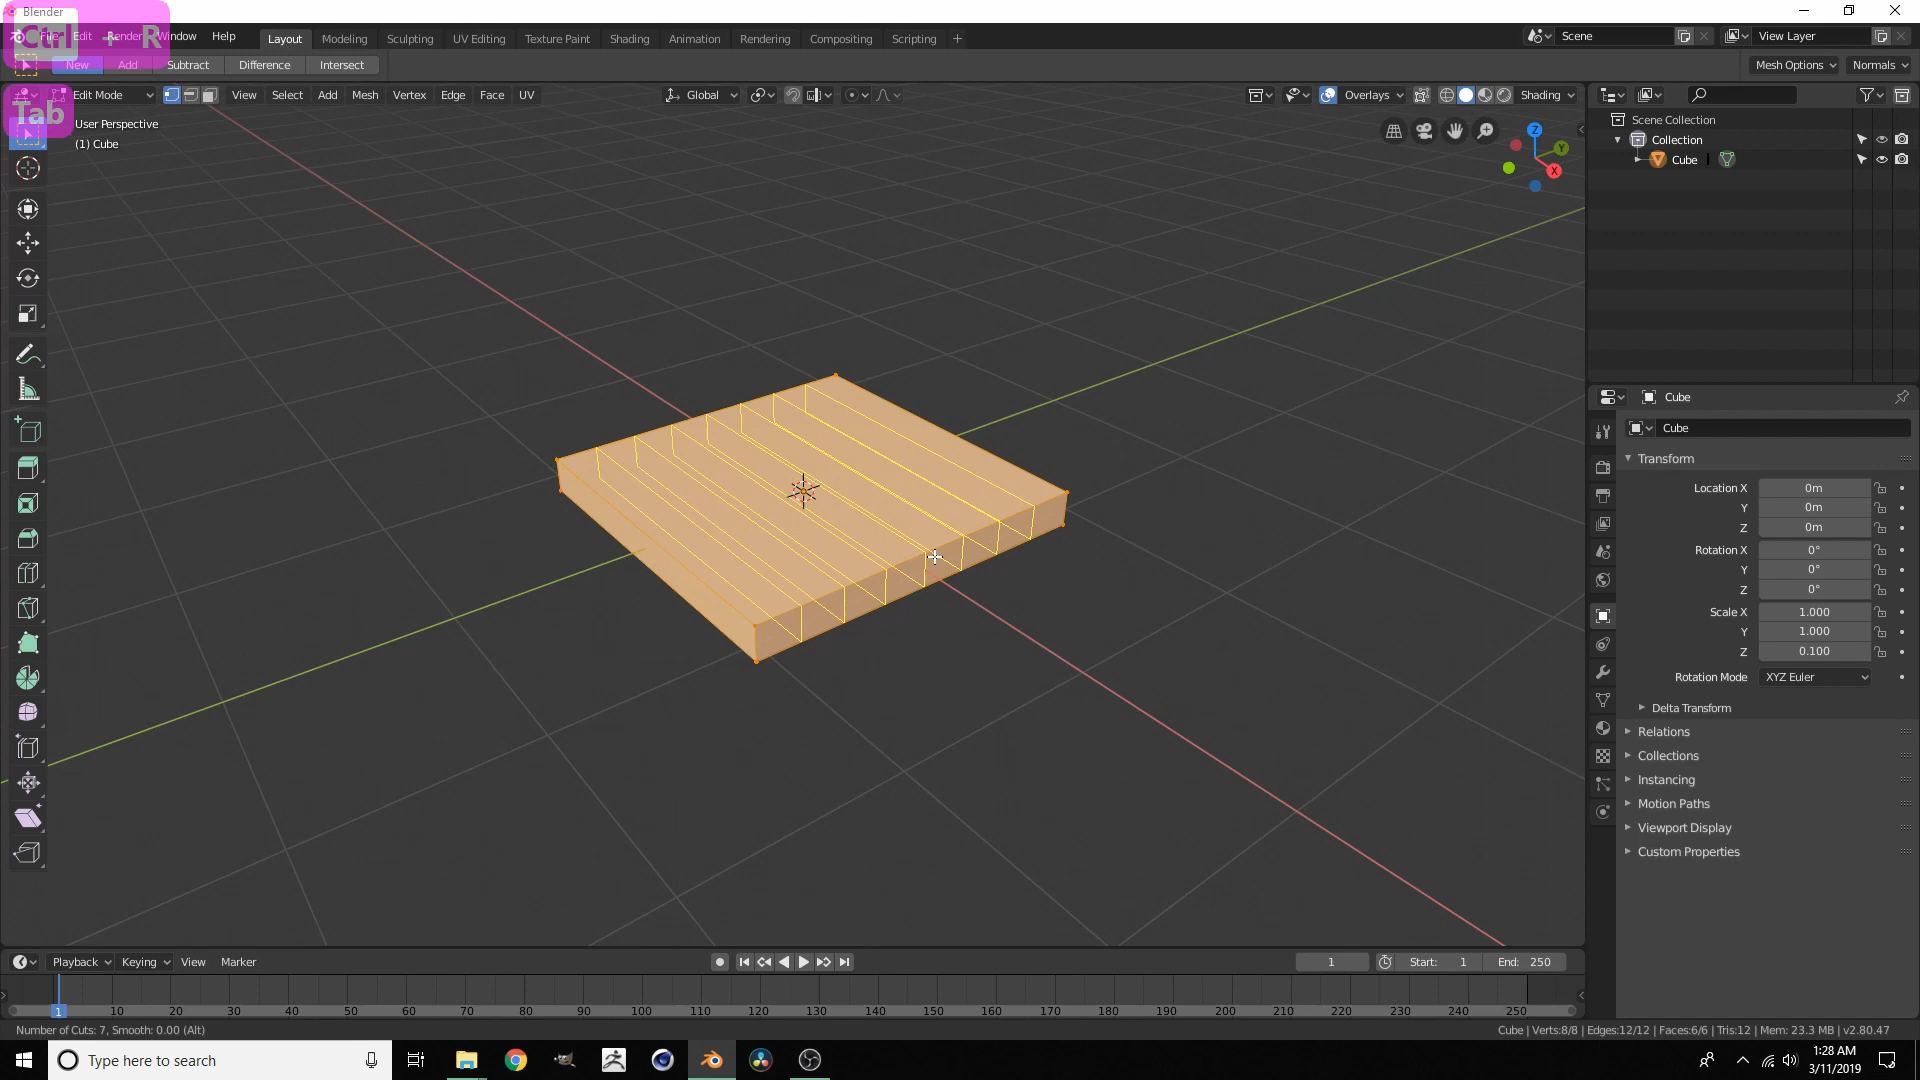 Blender
Ctrl + R
File Edit Render Window Help Layout Modeling Sculpting UV Editing Texture Paint Shading Animation Rendering Compositing Scripting + Scene View Layer
New Add Subtract Difference Intersect Mesh Options Normals
Tab
Edit Mode View Select Add Mesh Vertex Edge Face UV Global Overlays Shading
User Perspective
(1) Cube
Z
Y
X
Scene Collection
Collection
Cube
Cube
Cube
Transform
Location X 0m
Y 0m
Z 0m
Rotation X 0°
Y 0°
Z 0°
Scale X 1.000
Y 1.000
Z 0.100
Rotation Mode XYZ Euler
Delta Transform
Relations
Collections
Instancing
Motion Paths
Viewport Display
Custom Properties
Playback Keying View Marker 1 Start: 1 End: 250
1 10 20 30 40 50 60 70 80 90 100 110 120 130 140 150 160 170 180 190 200 210 220 230 240 250
Number of Cuts: 7, Smooth: 0.00 (Alt) Cube | Verts:8/8 | Edges:12/12 | Faces:6/6 | Tris:12 | Mem: 23.3 MB | v2.80.47
Type here to search
1:28 AM
3/11/2019